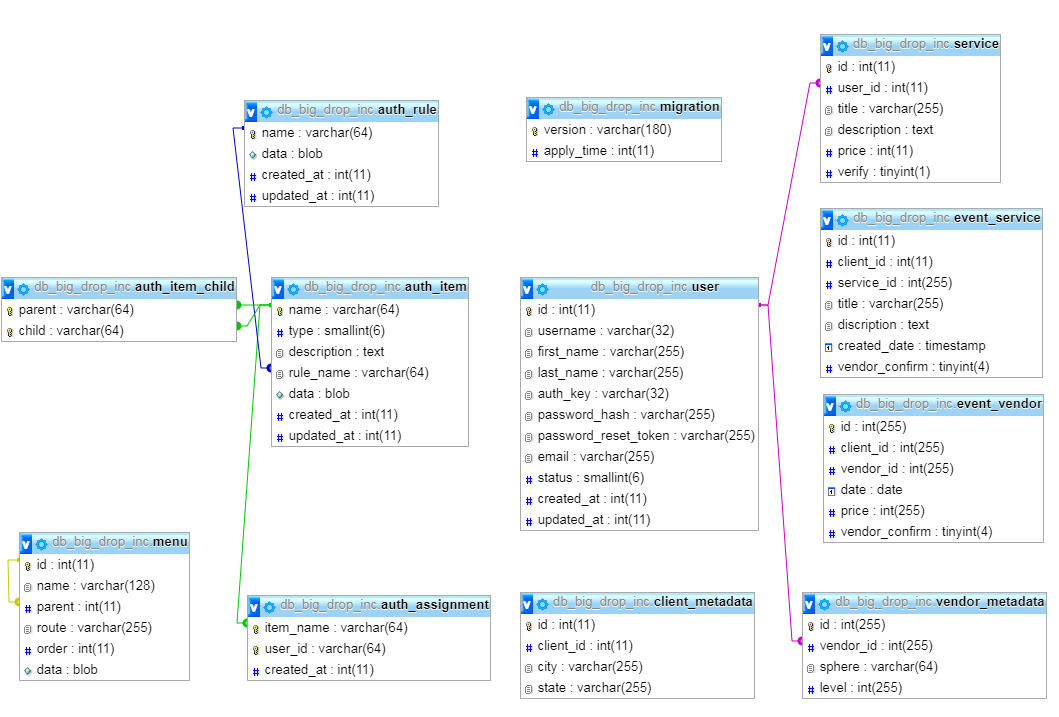 db_big_drop_inc.auth_rule
name : varchar(64)
data : blob
created_at : int(11)
updated_at : int(11)
db_big_drop_inc.migration
version : varchar(180)
apply_time : int(11)
db_big_drop_inc.service
id : int(11)
user_id : int(11)
title : varchar(255)
description : text
price : int(11)
verify : tinyint(1)
db_big_drop_inc.event_service
id : int(11)
client_id : int(11)
service_id : int(255)
title : varchar(255)
discription : text
created_date : timestamp
vendor_confirm : tinyint(4)
db_big_drop_inc.auth_item_child
parent : varchar(64)
child : varchar(64)
db_big_drop_inc.auth_item
name : varchar(64)
type : smallint(6)
description : text
rule_name : varchar(64)
data : blob
created_at : int(11)
updated_at : int(11)
db_big_drop_inc.user
id : int(11)
username : varchar(32)
first_name : varchar(255)
last_name : varchar(255)
auth_key : varchar(32)
password_hash : varchar(255)
password_reset_token : varchar(255)
email : varchar(255)
status : smallint(6)
created_at : int(11)
updated_at : int(11)
db_big_drop_inc.event_vendor
id : int(255)
client_id : int(255)
vendor_id : int(255)
date : date
price : int(255)
vendor_confirm : tinyint(4)
db_big_drop_inc.menu
id : int(11)
name : varchar(128)
parent : int(11)
route : varchar(255)
order : int(11)
data : blob
db_big_drop_inc.auth_assignment
item_name : varchar(64)
user_id : varchar(64)
created_at : int(11)
db_big_drop_inc.client_metadata
id : int(11)
client_id : int(11)
city : varchar(255)
state : varchar(255)
db_big_drop_inc.vendor_metadata
id : int(255)
vendor_id : int(255)
sphere : varchar(64)
level : int(255)